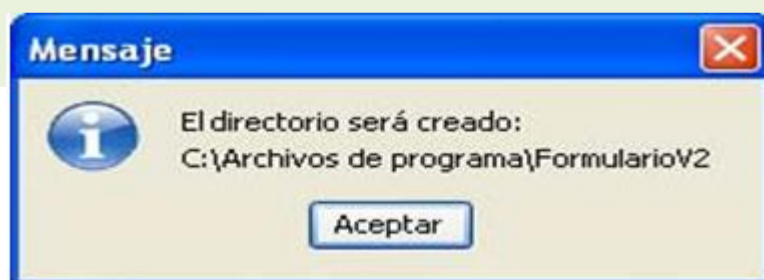 Mensaje
El directorio será creado:
C:\Archivos de programa\FormularioV2
Aceptar